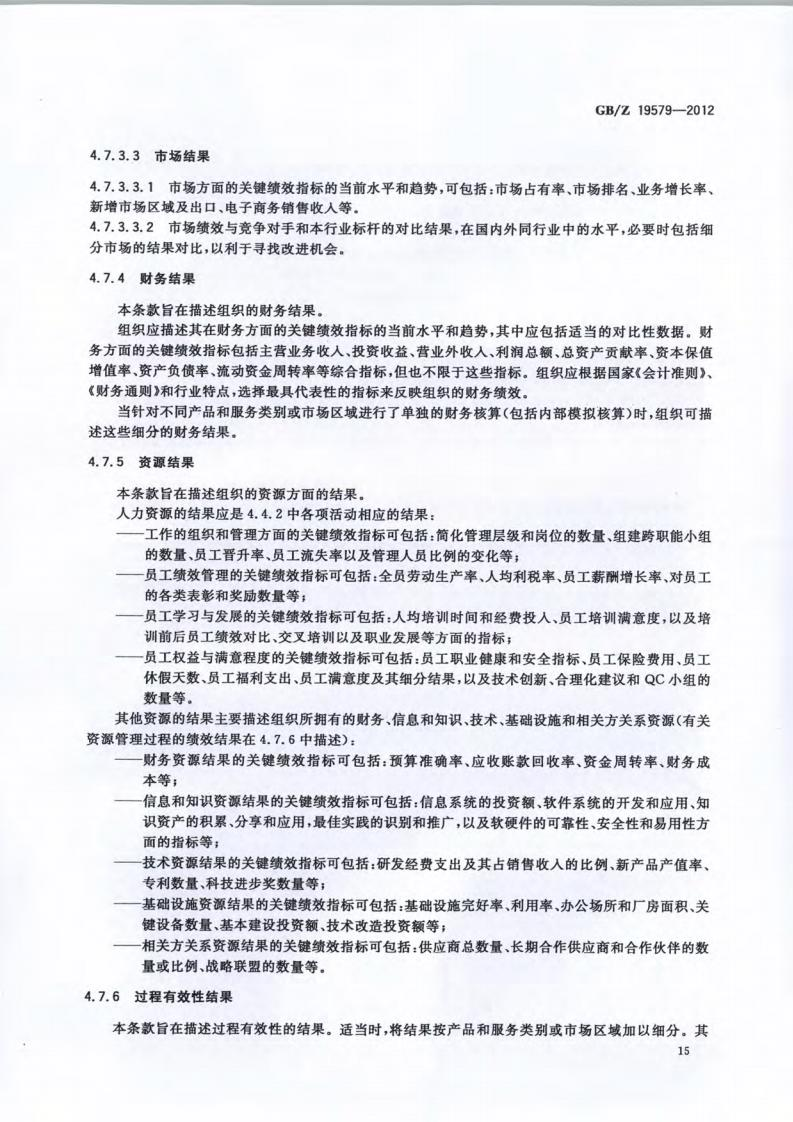 GB/Z 19579—2012
4.7.3.3 市场结果
4.7.3.3.1 市场方面的关键绩效指标的当前水平和趋势,可包括:市场占有率、市场排名、业务增长率、
新增市场区域及出口、电子商务销售收入等。
4.7.3.3.2 市场绩效与竞争对手和本行业标杆的对比结果,在国内外同行业中的水平,必要时包括细
分市场的结果对比,以利于寻找改进机会。
4.7.4 财务结果
本条款旨在描述组织的财务结果。
组织应描述其在财务方面的关键绩效指标的当前水平和趋势,其中应包括适当的对比性数据。财
务方面的关键绩效指标包括主营业务收入、投资收益、营业外收入、利润总额、总资产贡献率、资本保值
增值率、资产负债率、流动资金周转率等综合指标,但也不限于这些指标。组织应根据国家《会计准则》、
《财务通则》和行业特点,选择最具代表性的指标来反映组织的财务绩效。
当针对不同产品和服务类别或市场区域进行了单独的财务核算(包括内部模拟核算)时,组织可描
述这些细分的财务结果。
4.7.5 资源结果
本条款旨在描述组织的资源方面的结果。
人力资源的结果应是 4.4.2 中各项活动相应的结果:
——工作的组织和管理方面的关键绩效指标可包括:简化管理层级和岗位的数量、组建跨职能小组
的数量、员工晋升率、员工流失率以及管理人员比例的变化等;
——员工绩效管理的关键绩效指标可包括:全员劳动生产率、人均利税率、员工薪酬增长率、对员工
的各类表彰和奖励数量等;
——员工学习与发展的关键绩效指标可包括:人均培训时间和经费投入、员工培训满意度,以及培
训前后员工绩效对比、交叉培训以及职业发展等方面的指标;
——员工权益与满意程度的关键绩效指标可包括:员工职业健康和安全指标、员工保险费用、员工
休假天数、员工福利支出、员工满意度及其细分结果,以及技术创新、合理化建议和 QC 小组的
数量等。
其他资源的结果主要描述组织所拥有的财务、信息和知识、技术、基础设施和相关方关系资源(有关
资源管理过程的绩效结果在 4.7.6 中描述):
——财务资源结果的关键绩效指标可包括:预算准确率、应收账款回收率、资金周转率、财务成
本等;
——信息和知识资源结果的关键绩效指标可包括:信息系统的投资额、软件系统的开发和应用、知
识资产的积累、分享和应用,最佳实践的识别和推广,以及软硬件的可靠性、安全性和易用性方
面的指标等;
——技术资源结果的关键绩效指标可包括:研发经费支出及其占销售收入的比例、新产品产值率、
专利数量、科技进步奖数量等;
——基础设施资源结果的关键绩效指标可包括:基础设施完好率、利用率、办公场所和厂房面积、关
键设备数量、基本建设投资额、技术改造投资额等;
——相关方关系资源结果的关键绩效指标可包括:供应商总数量、长期合作供应商和合作伙伴的数
量或比例、战略联盟的数量等。
4.7.6 过程有效性结果
本条款旨在描述过程有效性的结果。适当时,将结果按产品和服务类别或市场区域加以细分。其
15